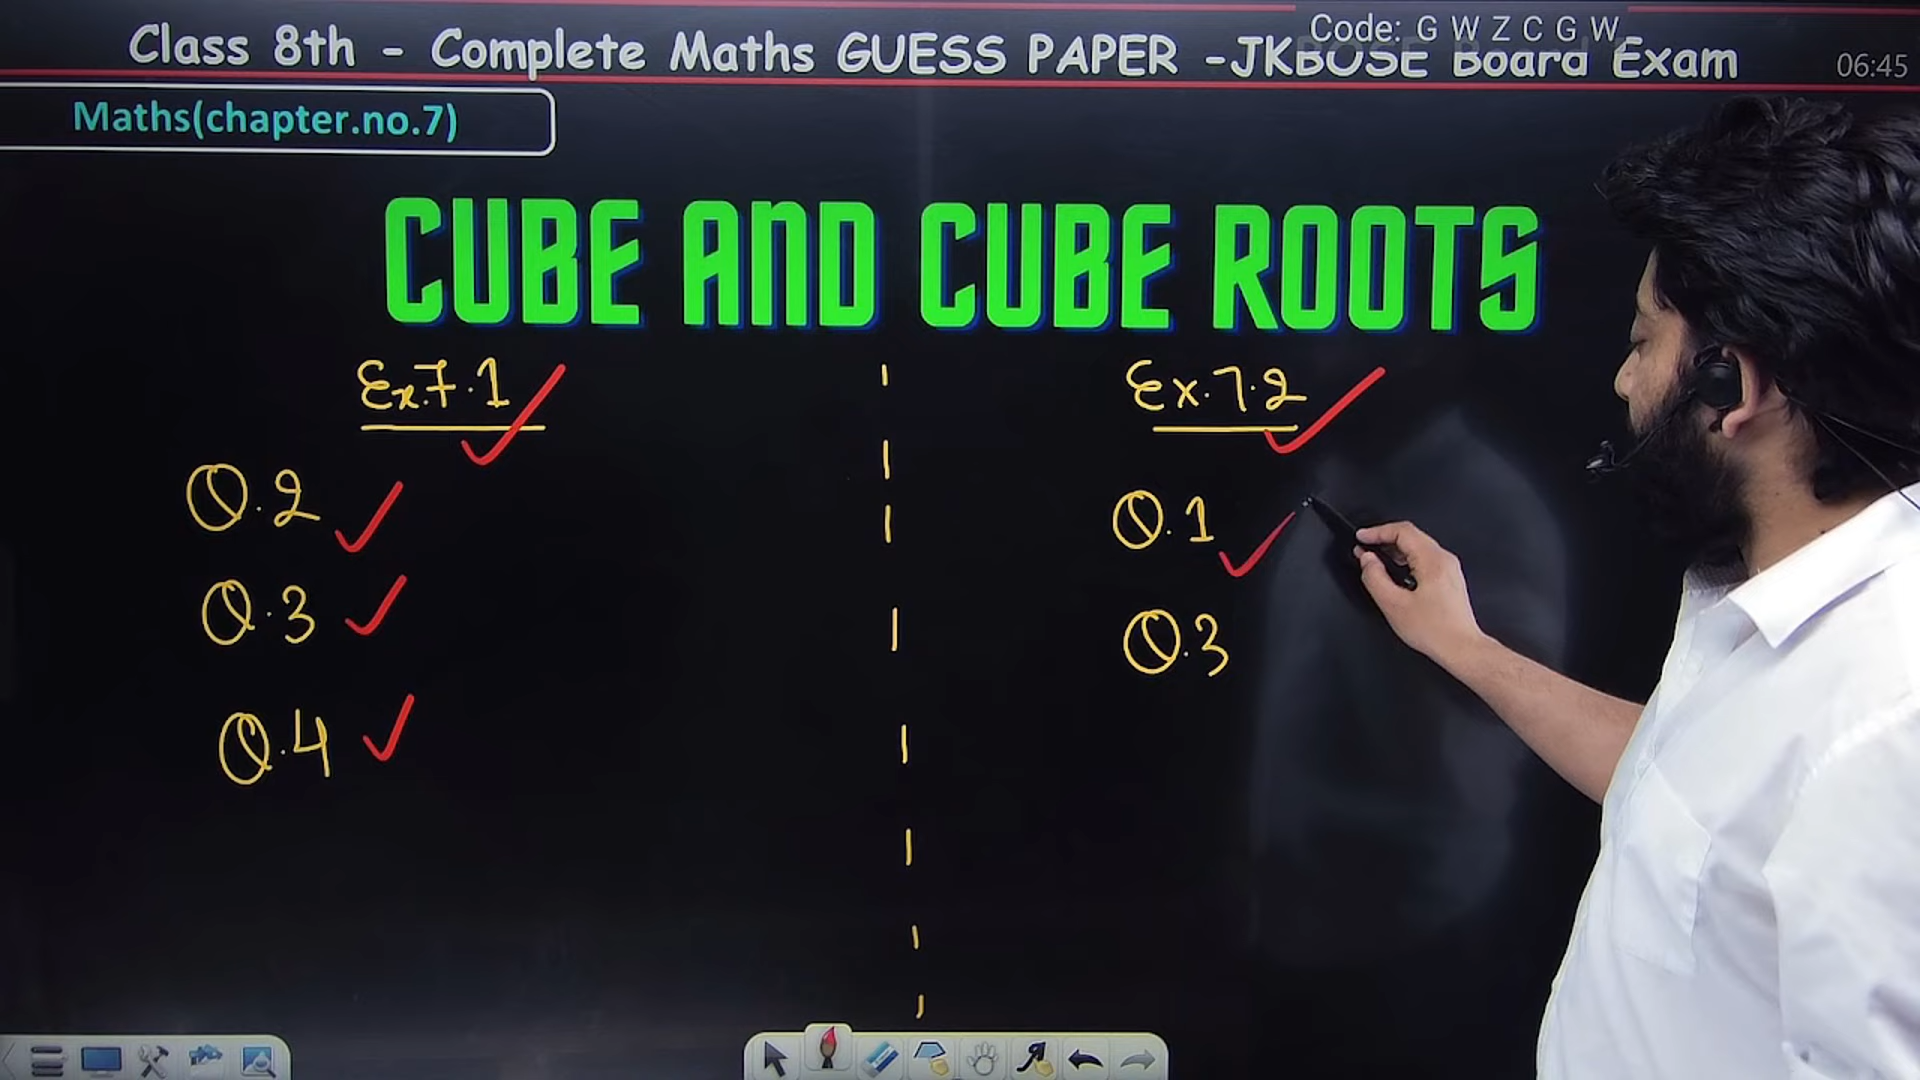 Code: G W Z C G W
Class 8th - Complete Maths GUESS PAPER -JKBOSE Board Exam
06:45
Maths(chapter.no.7)
CUBE AND CUBE ROOTS
Ex.7.1
Q.2
Q.3
Q.4
Ex.7.2
Q.1
Q.3